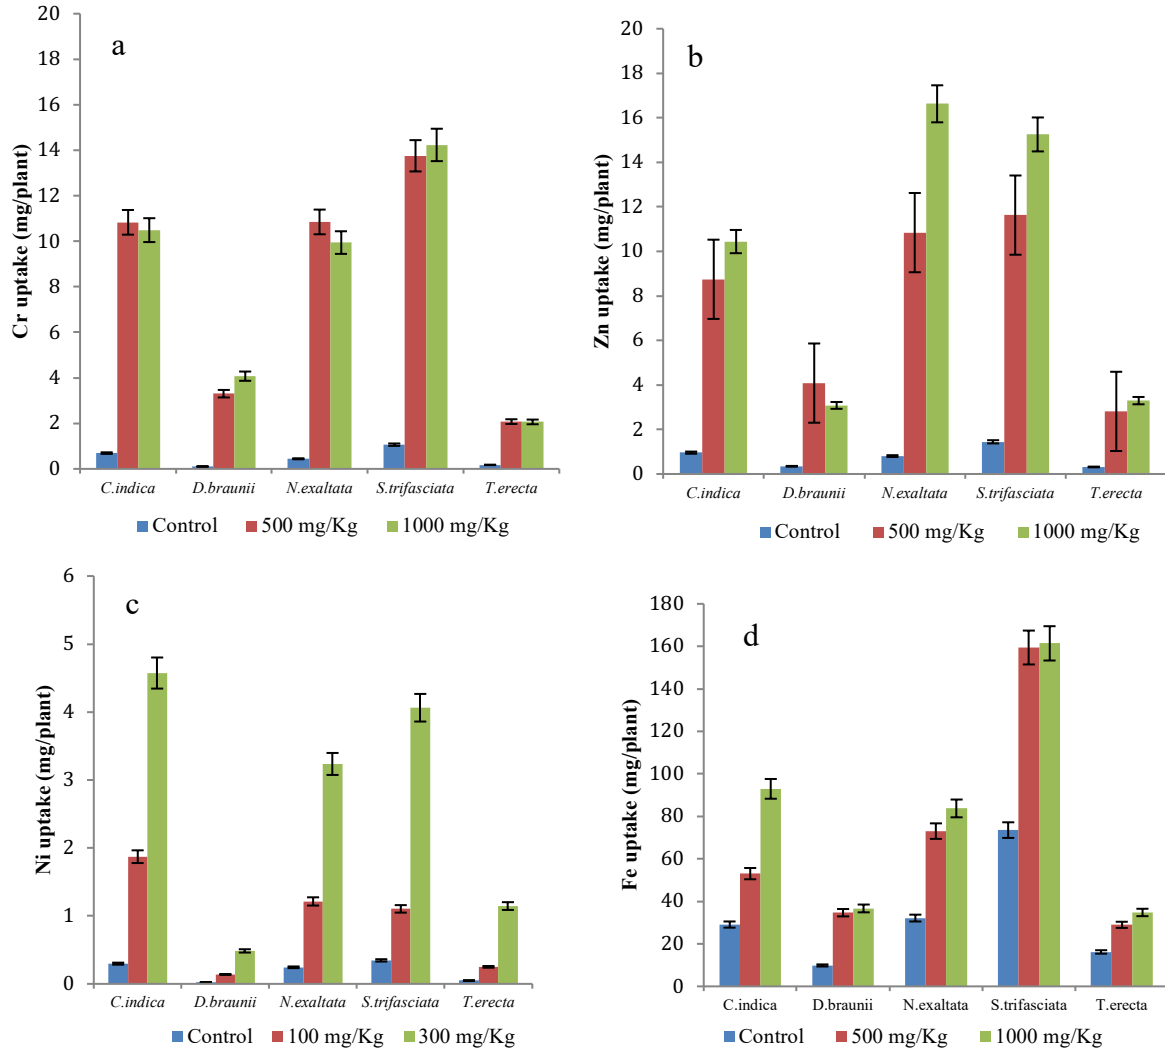 a
Cr uptake (mg/plant)
20
18
16
14
12
10
8
6
4
2
0
C.indica D.braunii N.exaltata S.trifasciata T.erecta
Control 500 mg/Kg 1000 mg/Kg
b
Zn uptake (mg/plant)
20
18
16
14
12
10
8
6
4
2
0
C.indica D.braunii N.exaltata S.trifasciata T.erecta
Control 500 mg/Kg 1000 mg/Kg
c
Ni uptake (mg/plant)
6
5
4
3
2
1
0
C.indica D.braunii N.exaltata S.trifasciata T.erecta
Control 100 mg/Kg 300 mg/Kg
d
Fe uptake (mg/plant)
180
160
140
120
100
80
60
40
20
0
C.indica D.braunii N.exaltata S.trifasciata T.erecta
Control 500 mg/Kg 1000 mg/Kg